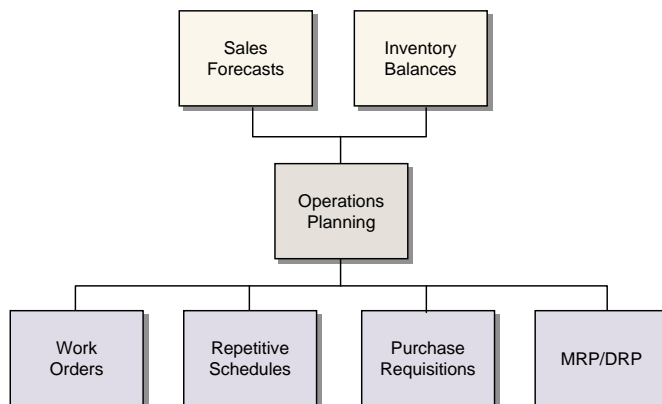 Sales
Forecasts
Inventory
Balances
Operations
Planning
Work
Orders
Repetitive
Schedules
Purchase
Requisitions
MRP/DRP